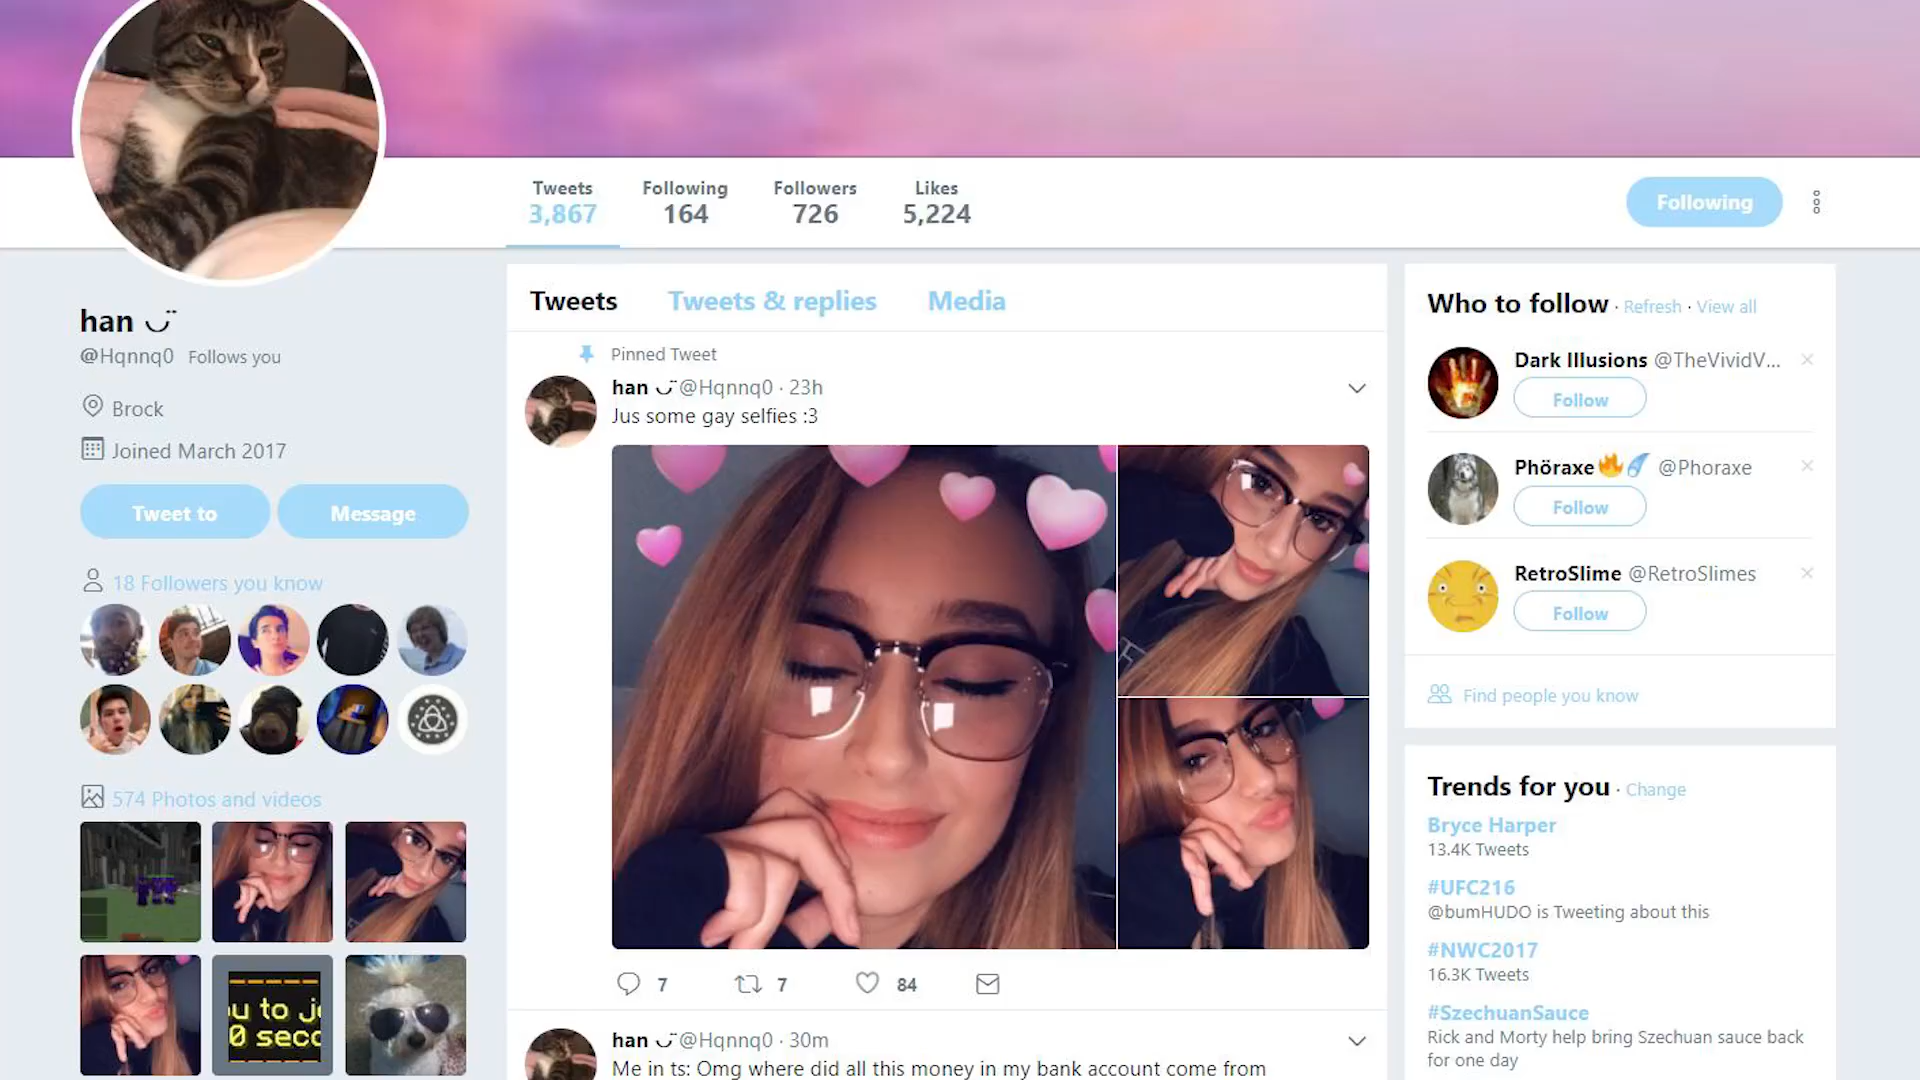 Tweets
3,867
Following
164
Followers
726
Likes
5,224
Following
han ◡̈
@Hqnnq0 Follows you
Brock
Joined March 2017
Tweet to
Message
18 Followers you know
574 Photos and videos
ou to jo
0 seco
Tweets
Tweets & replies
Media
Pinned Tweet
han ◡̈ @Hqnnq0 · 23h
Jus some gay selfies :3
7
7
84
han ◡̈ @Hqnnq0 · 30m
Me in ts: Omg where did all this money in my bank account come from
Who to follow · Refresh · View all
Dark Illusions @TheVividV...
Follow
Phöraxe🔥☄️ @Phoraxe
Follow
RetroSlime @RetroSlimes
Follow
Find people you know
Trends for you · Change
Bryce Harper
13.4K Tweets
#UFC216
@bumHUDO is Tweeting about this
#NWC2017
16.3K Tweets
#SzechuanSauce
Rick and Morty help bring Szechuan sauce back
for one day